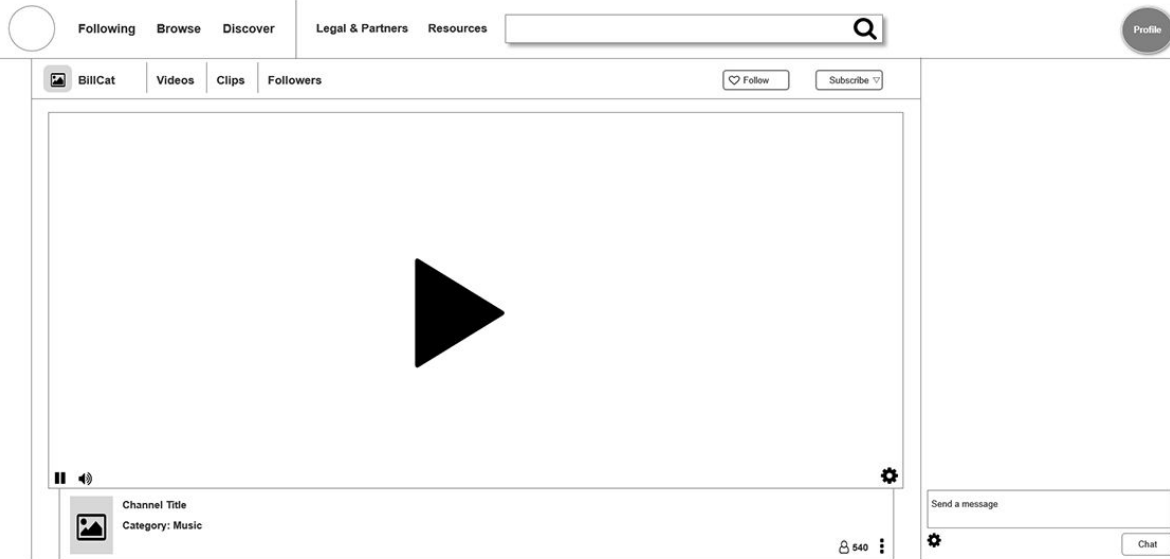 Following Browse Discover Legal & Partners Resources Profile
BillCat Videos Clips Followers Follow Subscribe
Channel Title
Category: Music
540
Send a message
Chat